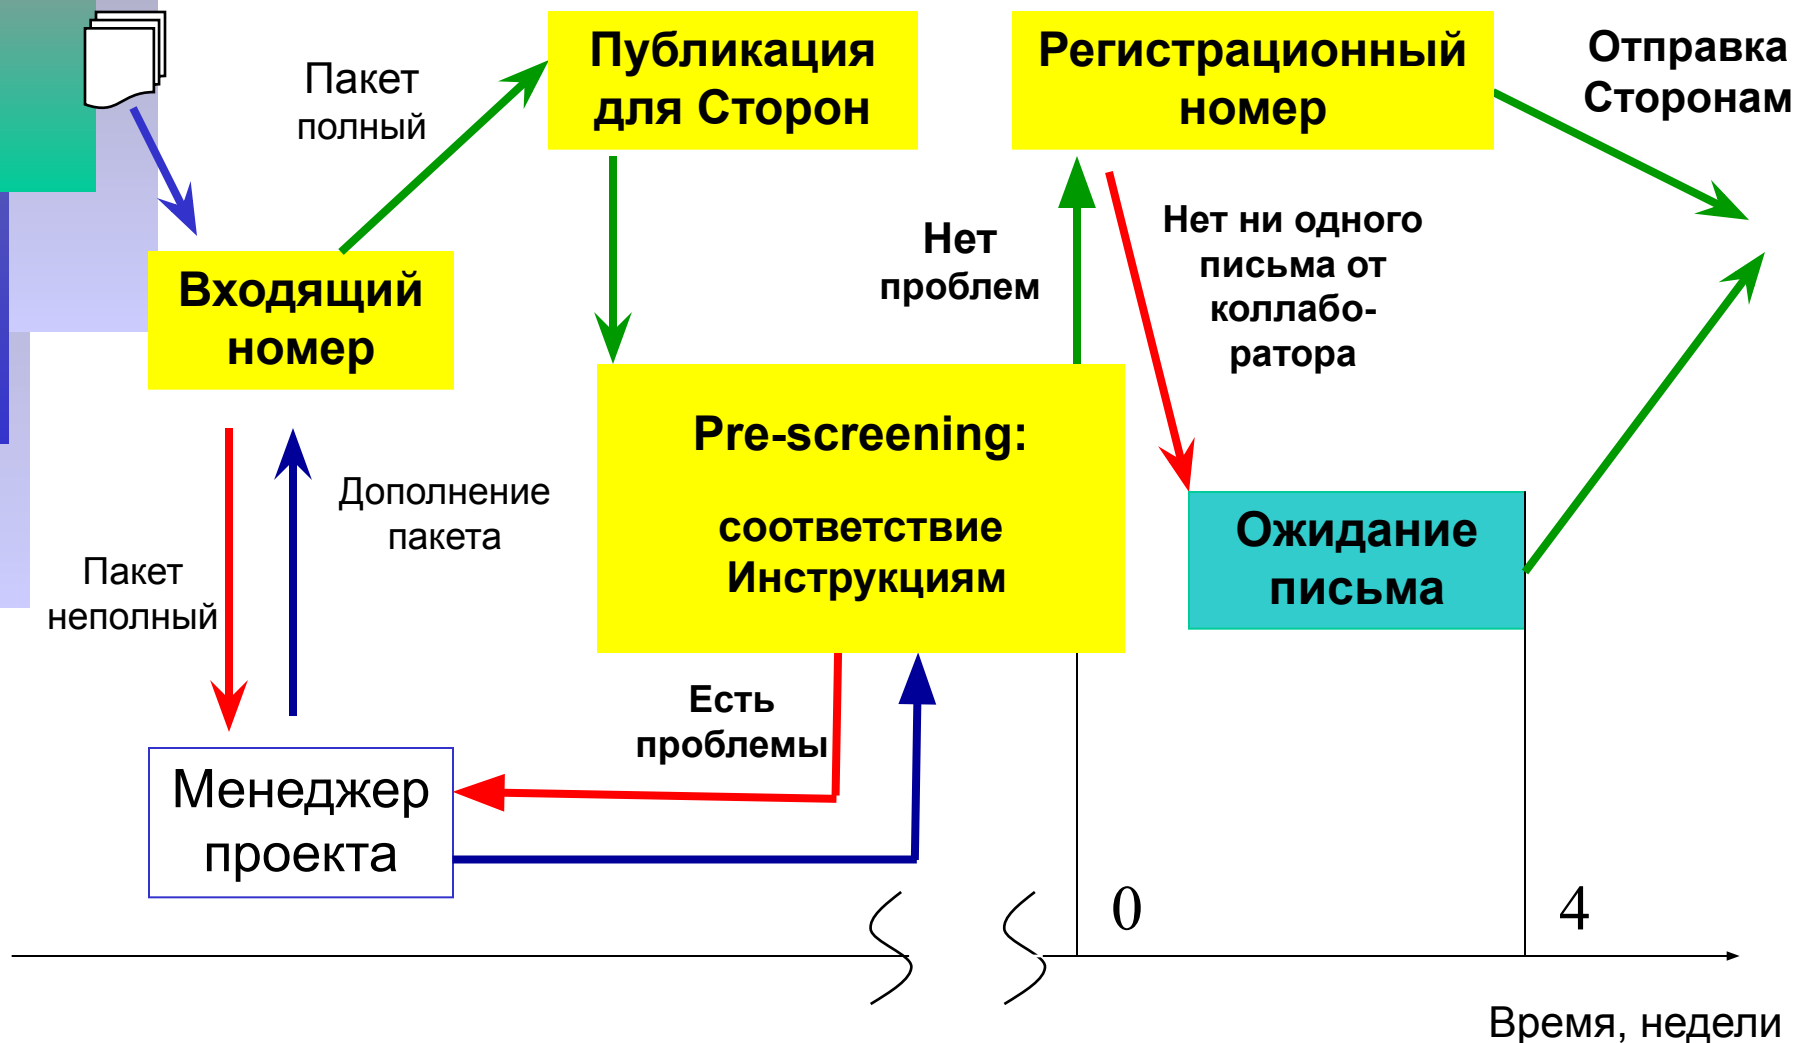 Пакет
полный
Публикация
для Сторон
Регистрационный
номер
Отправка
Сторонам
Входящий
номер
Нет
проблем
Нет ни одного
письма от
коллабо-
ратора
Pre-screening:
соответствие
Инструкциям
Дополнение
пакета
Пакет
неполный
Ожидание
письма
Есть
проблемы
Менеджер
проекта
0
4
Время, недели